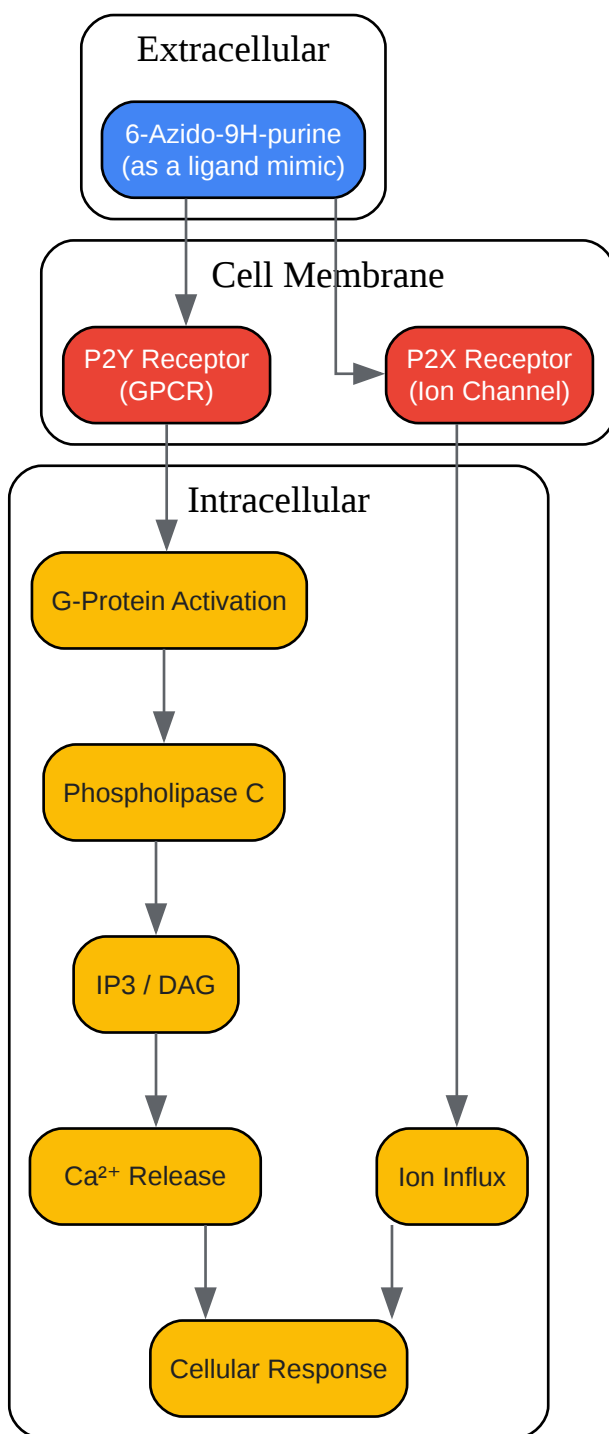 Extracellular
6-Azido-9H-purine
(as a ligand mimic)
Cell Membrane
P2Y Receptor
(GPCR)
P2X Receptor
(Ion Channel)
Intracellular
G-Protein Activation
Phospholipase C
IP3 / DAG
Ca²⁺ Release
Ion Influx
Cellular Response